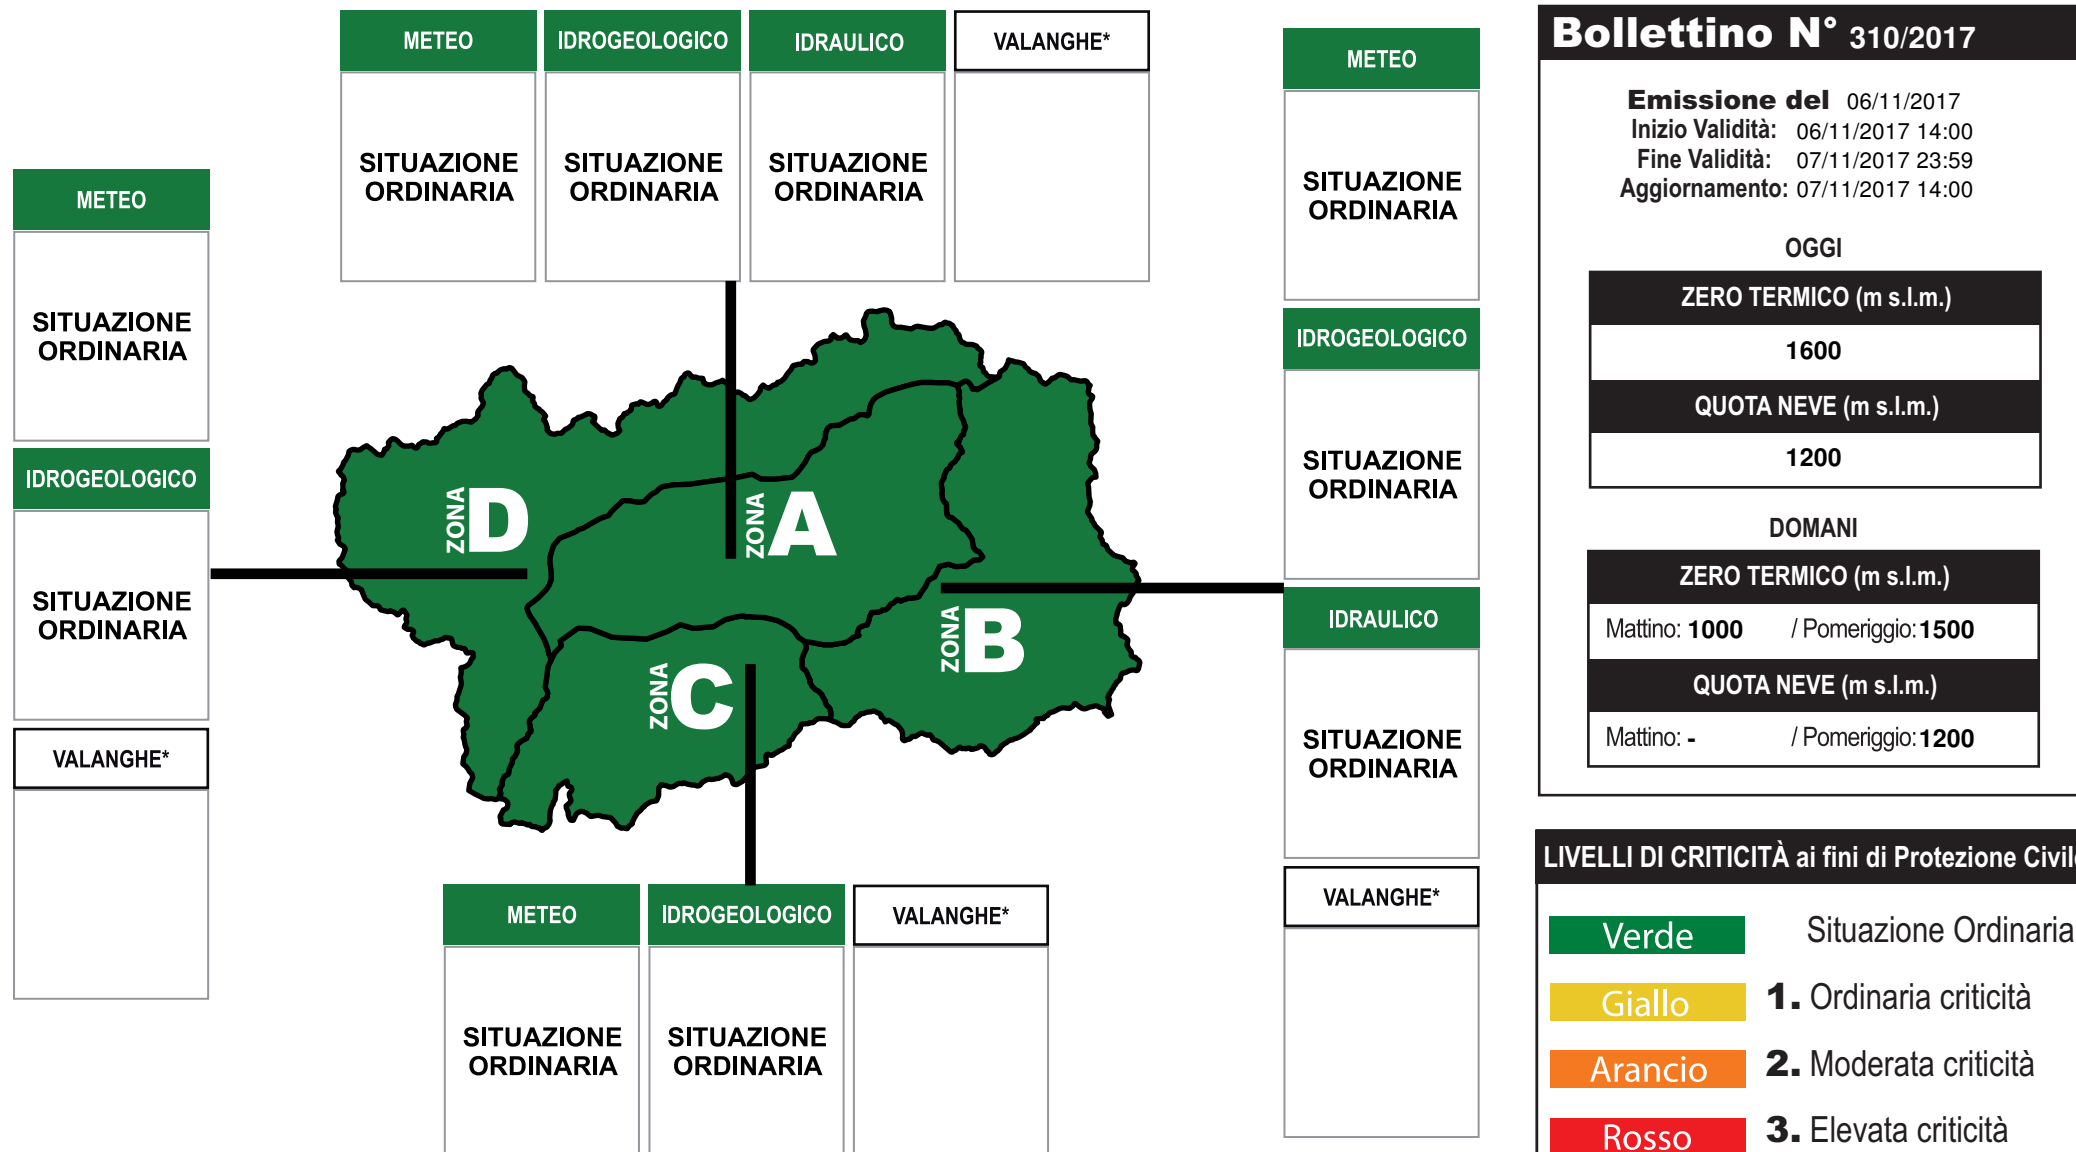 METEO
IDROGEOLOGICO
IDRAULICO
VALANGHE*
SITUAZIONE
ORDINARIA
SITUAZIONE
ORDINARIA
SITUAZIONE
ORDINARIA
METEO
SITUAZIONE
ORDINARIA
IDROGEOLOGICO
SITUAZIONE
ORDINARIA
VALANGHE*
ZONA D
ZONA A
ZONA B
ZONA C
METEO
SITUAZIONE
ORDINARIA
IDROGEOLOGICO
SITUAZIONE
ORDINARIA
IDRAULICO
SITUAZIONE
ORDINARIA
VALANGHE*
METEO
IDROGEOLOGICO
VALANGHE*
SITUAZIONE
ORDINARIA
SITUAZIONE
ORDINARIA
Bollettino N° 310/2017
Emissione del 06/11/2017
Inizio Validità: 06/11/2017 14:00
Fine Validità: 07/11/2017 23:59
Aggiornamento: 07/11/2017 14:00
OGGI
ZERO TERMICO (m s.l.m.)
1600
QUOTA NEVE (m s.l.m.)
1200
DOMANI
ZERO TERMICO (m s.l.m.)
Mattino: 1000 / Pomeriggio: 1500
QUOTA NEVE (m s.l.m.)
Mattino: - / Pomeriggio: 1200
LIVELLI DI CRITICITÀ ai fini di Protezione Civile
Verde Situazione Ordinaria
Giallo 1. Ordinaria criticità
Arancio 2. Moderata criticità
Rosso 3. Elevata criticità